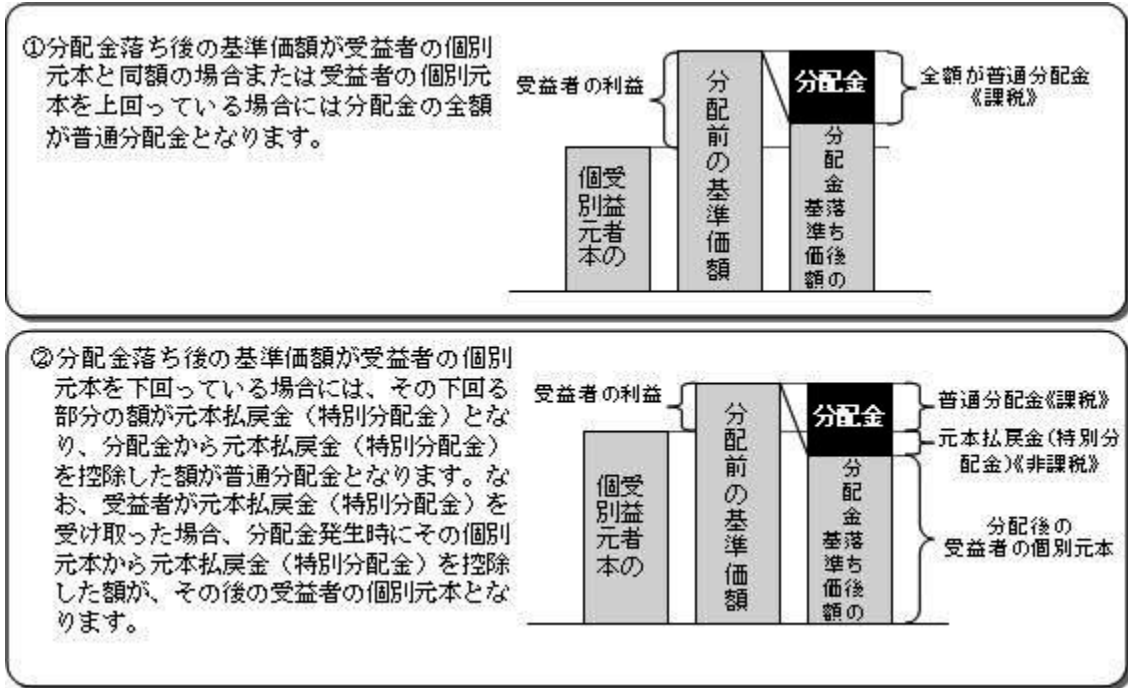 ①分配金落ち後の基準価額が受益者の個別
元本と同額の場合または受益者の個別元
本を上回っている場合には分配金の全額
が普通分配金となります。
受益者の利益
個別元本
受益者の
分配前の基準価額
分配金
基準価額
分配金落ち後の
全額が普通分配金
《課税》
②分配金落ち後の基準価額が受益者の個別
元本を下回っている場合には、その下回る
部分の額が元本払戻金（特別分配金）とな
り、分配金から元本払戻金（特別分配金）
を控除した額が普通分配金となります。な
お、受益者が元本払戻金（特別分配金）を
受け取った場合、分配金発生時にその個別
元本から元本払戻金（特別分配金）を控除
した額が、その後の受益者の個別元本とな
ります。
受益者の利益
受益者の
個別元本
分配前の基準価額
分配金
分配金落ち後の
基準価額
普通分配金《課税》
元本払戻金(特別分
配金)《非課税》
分配後の
受益者の個別元本